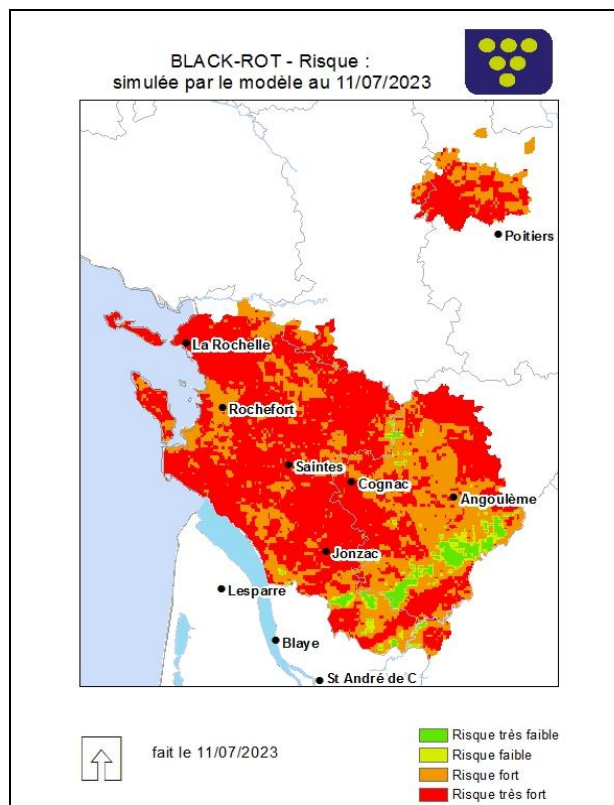 BLACK-ROT - Risque :
simulée par le modèle au 11/07/2023
Poitiers
La Rochelle
Rochefort
Saintes
Cognac
Angoulême
Jonzac
Lesparre
Blaye
St André de C
fait le 11/07/2023
Risque très faible
Risque faible
Risque fort
Risque très fort